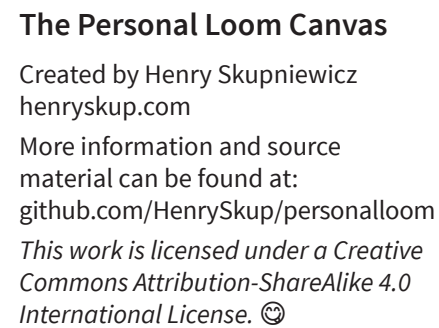 The Personal Loom Canvas
Created by Henry Skupniewicz
henryskup.com
More information and source
material can be found at:
github.com/HenrySkup/personalloom
This work is licensed under a Creative
Commons Attribution-ShareAlike 4.0
International License. 😋